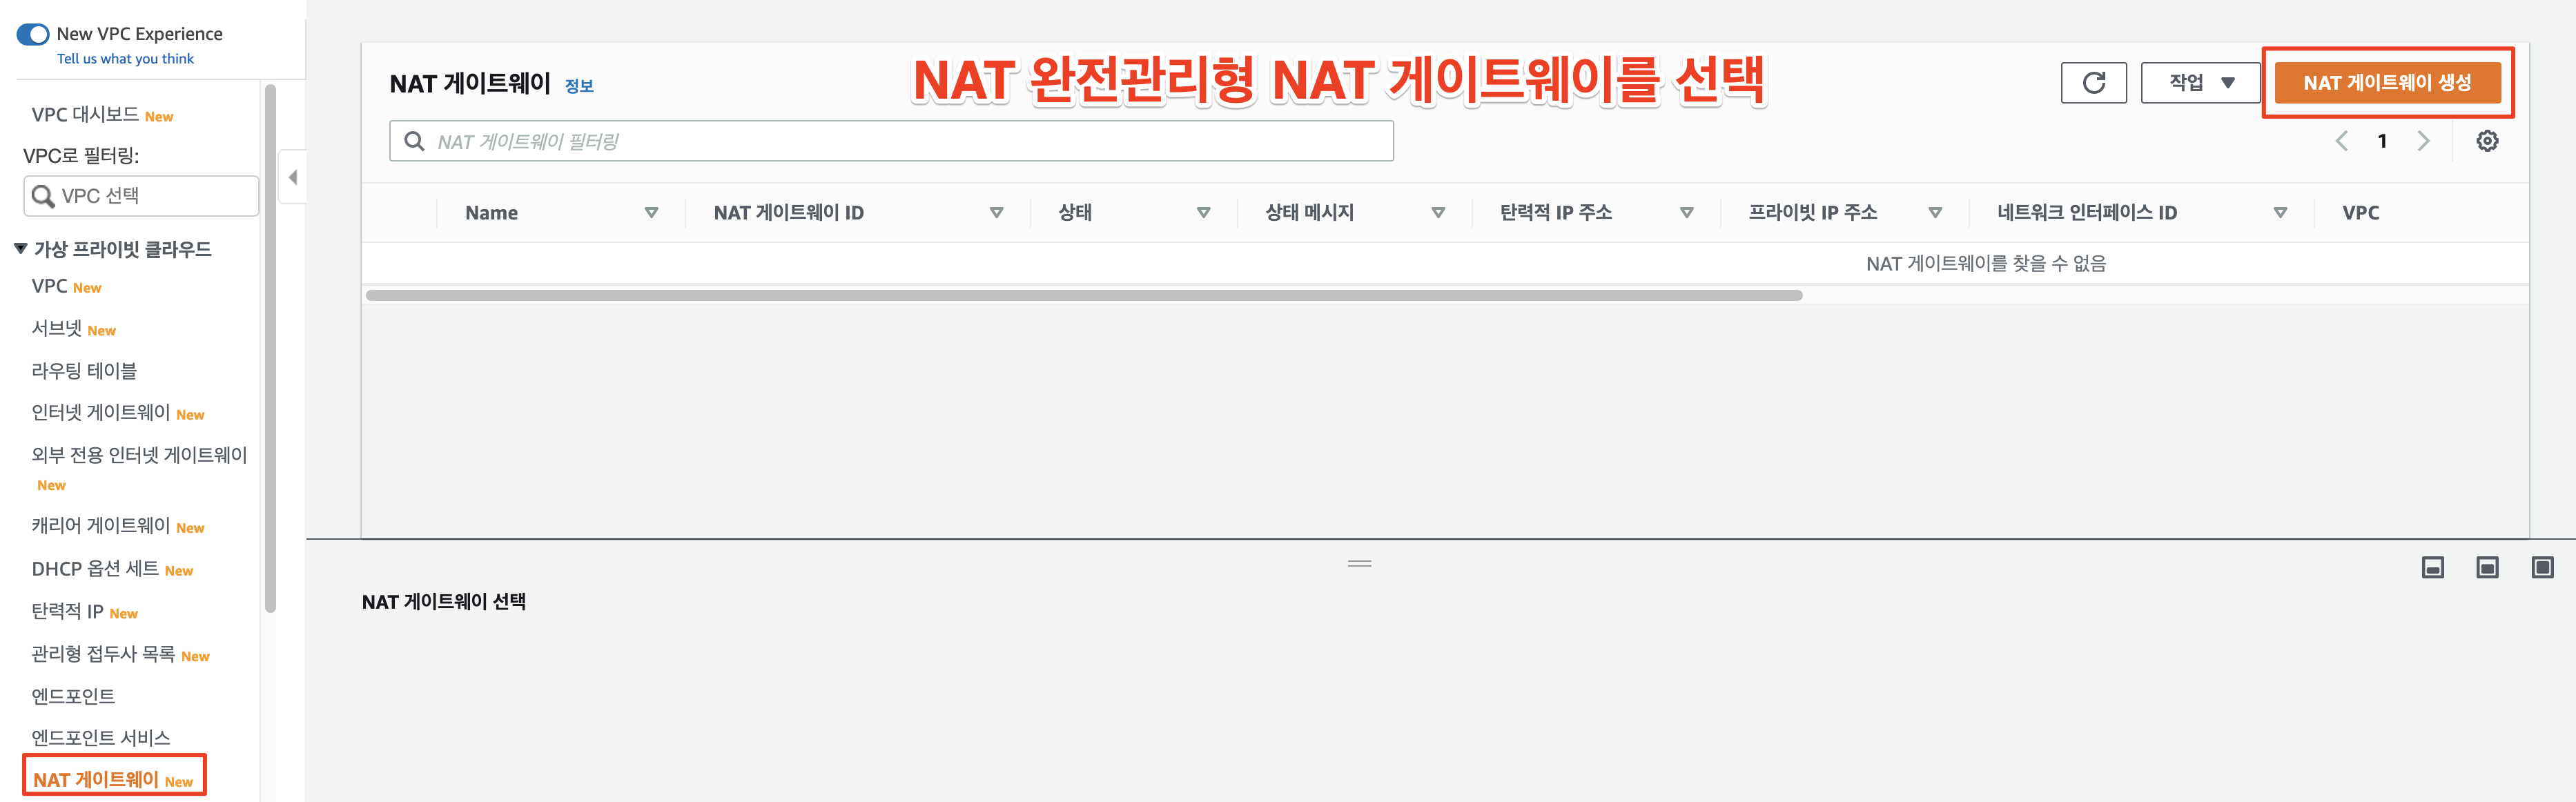 New VPC Experience
Tell us what you think
VPC 대시보드 New
VPC로 필터링:
VPC 선택
가상 프라이빗 클라우드
VPC New
서브넷 New
라우팅 테이블
인터넷 게이트웨이 New
외부 전용 인터넷 게이트웨이
New
캐리어 게이트웨이 New
DHCP 옵션 세트 New
탄력적 IP New
관리형 접두사 목록 New
엔드포인트
엔드포인트 서비스
NAT 게이트웨이 New
NAT 게이트웨이 정보
NAT 완전관리형 NAT 게이트웨이를 선택
작업
NAT 게이트웨이 생성
NAT 게이트웨이 필터링
1
Name NAT 게이트웨이 ID 상태 상태 메시지 탄력적 IP 주소 프라이빗 IP 주소 네트워크 인터페이스 ID VPC
NAT 게이트웨이를 찾을 수 없음
NAT 게이트웨이 선택